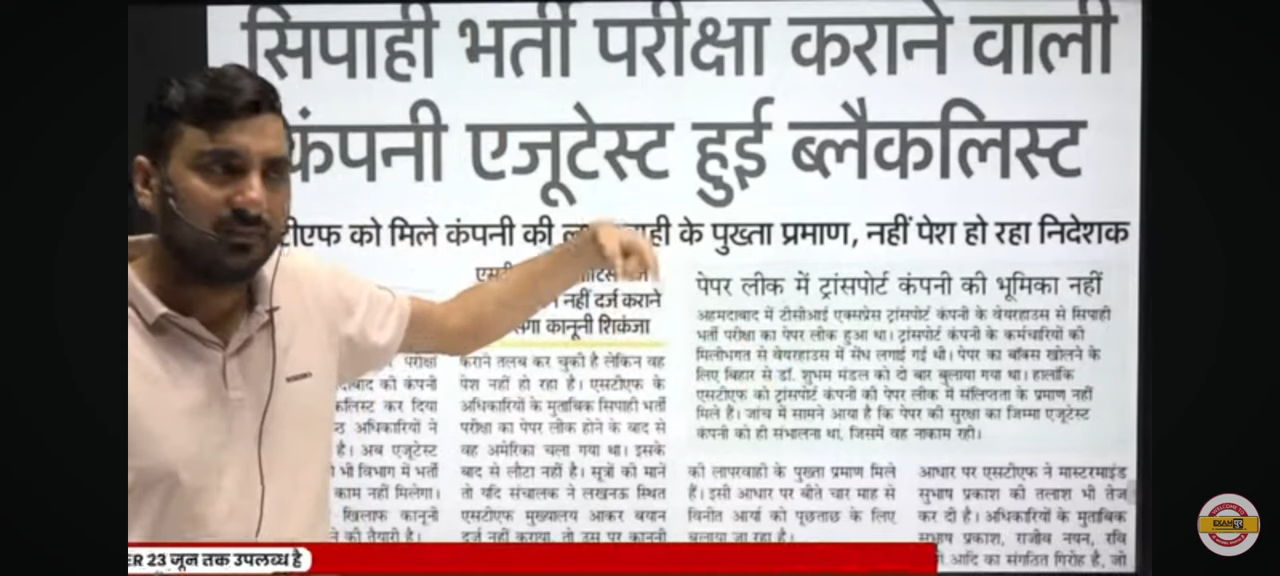 सिपाही भर्ती परीक्षा कराने वाली
कंपनी एजूटेस्ट हुई ब्लैकलिस्ट
टीएफ को मिले कंपनी की के पुख्ता प्रमाण, नहीं पेश हो रहा निदेशक
नहीं दर्ज कराने
कानूनी शिकंजा
परीक्षा
की कंपनी
कर दिया
अधिकारियों ने
है। अब एजूटेस्ट
भी विभाग में भर्ती
काम नहीं मिलेगा।
खिलाफ कानूनी
की तैयारी है।
कराने तलब कर चुकी है लेकिन वह
पेश नहीं हो रहा है। एसटीएफ के
अधिकारियों के मुताबिक सिपाही भर्ती
परीक्षा का पेपर लीक होने के बाद से
वह अमेरिका चला गया था। इसके
बाद से लौटा नहीं है। सूत्रों की मानें
तो यदि संचालक ने लखनऊ स्थित
एसटीएफ मुख्यालय आकर बयान
दर्ज नहीं कराया, तो उस पर कानूनी
पेपर लीक में ट्रांसपोर्ट कंपनी की भूमिका नहीं
अहमदाबाद में टीसीआई एक्सप्रेस ट्रांसपोर्ट कंपनी के वेयरहाउस से सिपाही
भर्ती परीक्षा का पेपर लीक हुआ था। ट्रांसपोर्ट कंपनी के कर्मचारियों की
मिलीभगत से वेयरहाउस में सेंध लगाई गई थी। पेपर का बॉक्स खोलने के
लिए बिहार से डॉ. शुभम मंडल को दो बार बुलाया गया था। हालांकि
एसटीएफ को ट्रांसपोर्ट कंपनी की पेपर लीक में संलिप्तता के प्रमाण नहीं
मिले हैं। जांच में सामने आया है कि पेपर की सुरक्षा का जिम्मा एजूटेस्ट
कंपनी को ही संभालना था, जिसमें वह नाकाम रही।
की लापरवाही के पुख्ता प्रमाण मिले
हैं। इसी आधार पर बीते चार माह से
विनीत आर्या को पूछताछ के लिए
बुलाया जा रहा है।
आधार पर एसटीएफ ने मास्टरमाइंड
सुभाष प्रकाश की तलाश भी तेज
कर दी है। अधिकारियों के मुताबिक
सुभाष प्रकाश, राजीव नयन, रवि
आदि का संगठित गिरोह है, जो
ER 23 जून तक उपलब्ध है
WELCOME TO
EXAM पुर